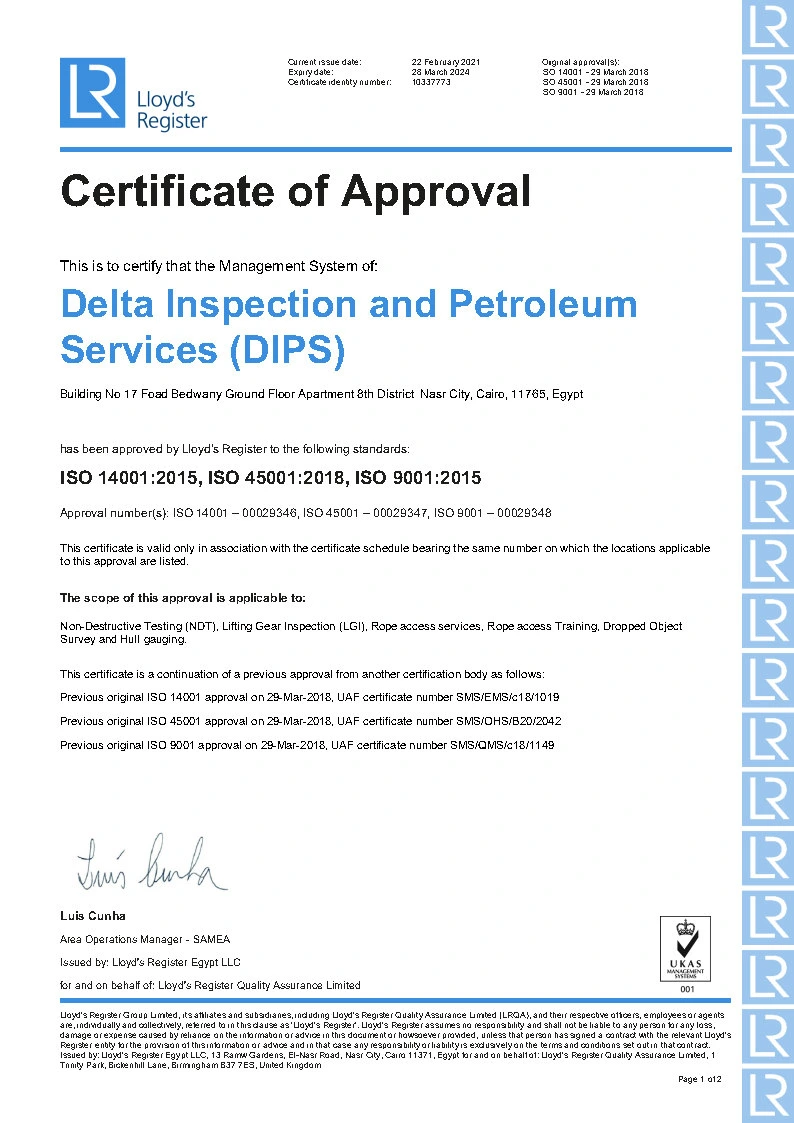 LR
Lloyd's
Register
Current issue date: 22 February 2021
Expiry date: 28 March 2024
Certificate identity number: 10337773
Original approval(s):
ISO 14001 - 29 March 2018
ISO 45001 - 29 March 2018
ISO 9001 - 29 March 2018
Certificate of Approval
This is to certify that the Management System of:
Delta Inspection and Petroleum
Services (DIPS)
Building No 17 Foad Bedwany Ground Floor Apartment 8th District Nasr City, Cairo, 11765, Egypt
has been approved by Lloyd's Register to the following standards:
ISO 14001:2015, ISO 45001:2018, ISO 9001:2015
Approval number(s): ISO 14001 – 00029346, ISO 45001 – 00029347, ISO 9001 – 00029348
This certificate is valid only in association with the certificate schedule bearing the same number on which the locations applicable
to this approval are listed.
The scope of this approval is applicable to:
Non-Destructive Testing (NDT), Lifting Gear Inspection (LGI), Rope access services, Rope access Training, Dropped Object
Survey and Hull gauging.
This certificate is a continuation of a previous approval from another certification body as follows:
Previous original ISO 14001 approval on 29-Mar-2018, UAF certificate number SMS/EMS/c18/1019
Previous original ISO 45001 approval on 29-Mar-2018, UAF certificate number SMS/OHS/B20/2042
Previous original ISO 9001 approval on 29-Mar-2018, UAF certificate number SMS/QMS/c18/1149
Luis Cunha
Luis Cunha
Area Operations Manager - SAMEA
Issued by: Lloyd's Register Egypt LLC
for and on behalf of: Lloyd's Register Quality Assurance Limited
UKAS
MANAGEMENT
SYSTEMS
001
Lloyd's Register Group Limited, its affiliates and subsidiaries, including Lloyd's Register Quality Assurance Limited (LRQA), and their respective officers, employees or agents
are, individually and collectively, referred to in this clause as 'Lloyd's Register'. Lloyd's Register assumes no responsibility and shall not be liable to any person for any loss,
damage or expense caused by reliance on the information or advice in this document or howsoever provided, unless that person has signed a contract with the relevant Lloyd's
Register entity for the provision of this information or advice and in that case any responsibility or liability is exclusively on the terms and conditions set out in that contract.
Issued by: Lloyd's Register Egypt LLC, 13 Ramw Gardens, El-Nasr Road, Nasr City, Cairo 11371, Egypt for and on behalf of: Lloyd's Register Quality Assurance Limited, 1
Trinity Park, Bickenhill Lane, Birmingham B37 7ES, United Kingdom
Page 1 of 2